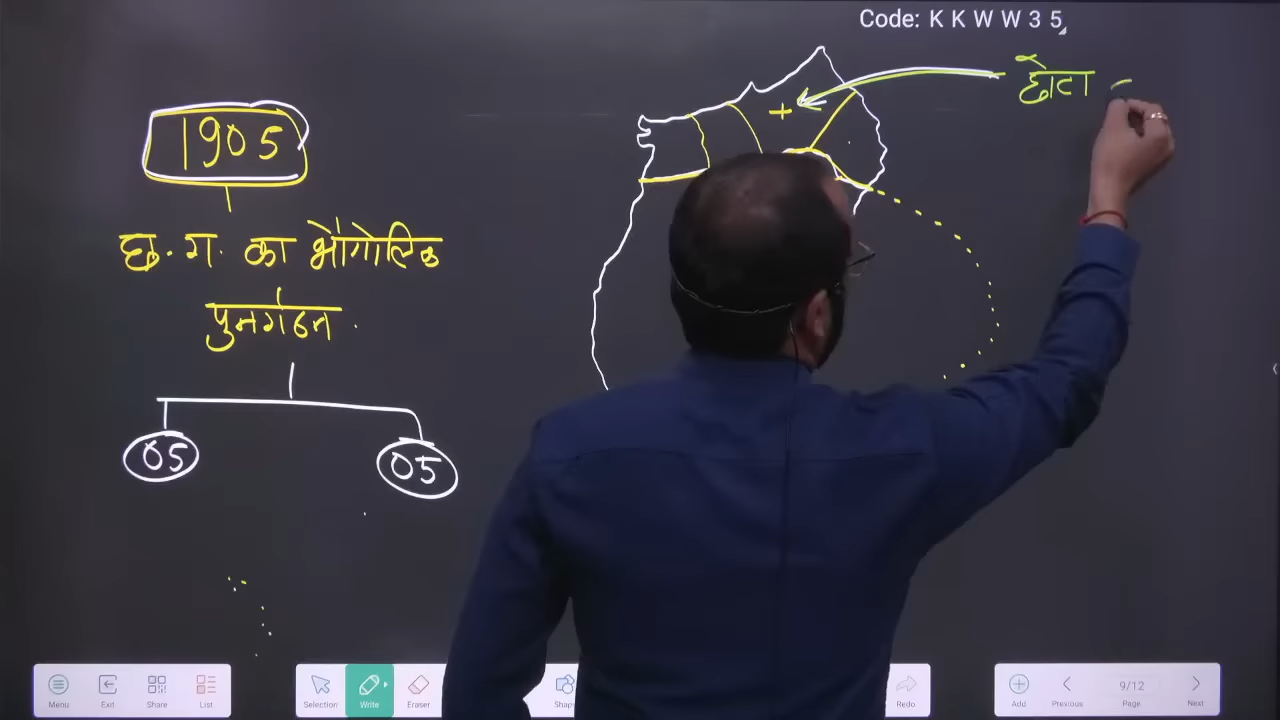 Code: K K W W 3 5
1905
छ. ग. का भौगोलिक
पुनर्गठन
05
05
छोटा
Menu
Exit
Share
List
Selection
Write
Eraser
Shap
Redo
Add
Previous
9/12
Page
Next